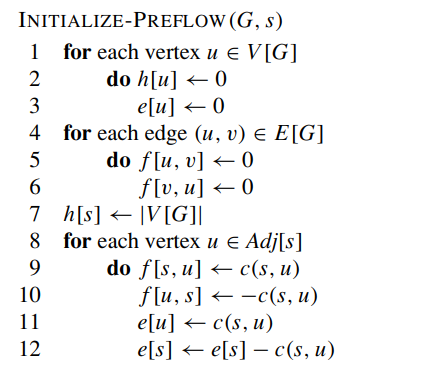 INITIALIZE-PREFLOW(G, s)
1 for each vertex u ∈ V[G]
2 do h[u] ← 0
3 e[u] ← 0
4 for each edge (u, v) ∈ E[G]
5 do f[u, v] ← 0
6 f[v, u] ← 0
7 h[s] ← |V[G]|
8 for each vertex u ∈ Adj[s]
9 do f[s, u] ← c(s, u)
10 f[u, s] ← −c(s, u)
11 e[u] ← c(s, u)
12 e[s] ← e[s] − c(s, u)